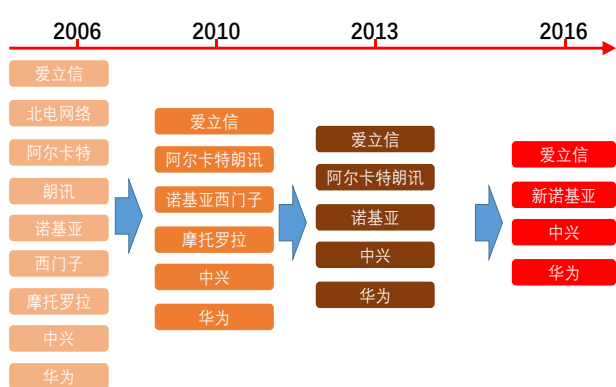 2006
2010
2013
2016
爱立信
北电网络
阿尔卡特
朗讯
诺基亚
西门子
摩托罗拉
中兴
华为
爱立信
阿尔卡特朗讯
诺基亚西门子
摩托罗拉
中兴
华为
爱立信
阿尔卡特朗讯
诺基亚
中兴
华为
爱立信
新诺基亚
中兴
华为